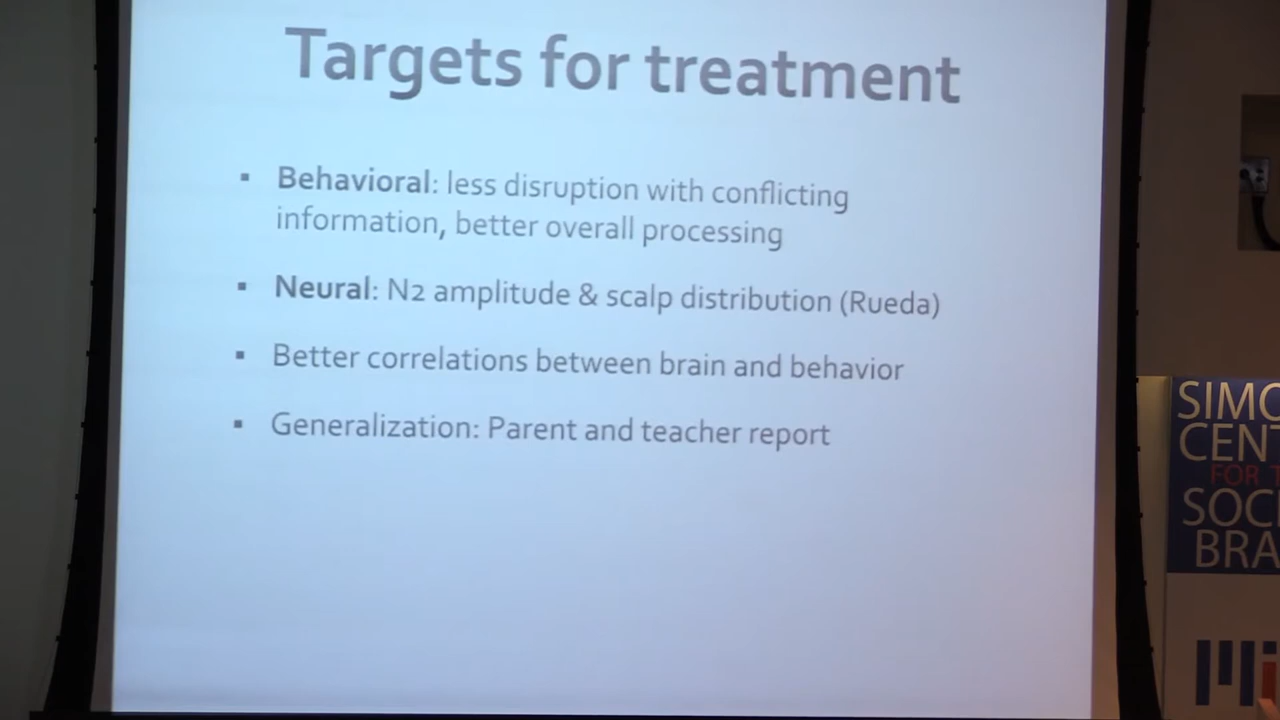 Targets for treatment
▪ Behavioral: less disruption with conflicting
information, better overall processing
▪ Neural: N2 amplitude & scalp distribution (Rueda)
▪ Better correlations between brain and behavior
▪ Generalization: Parent and teacher report
SIMO
CENT
FOR T
SOCI
BRA